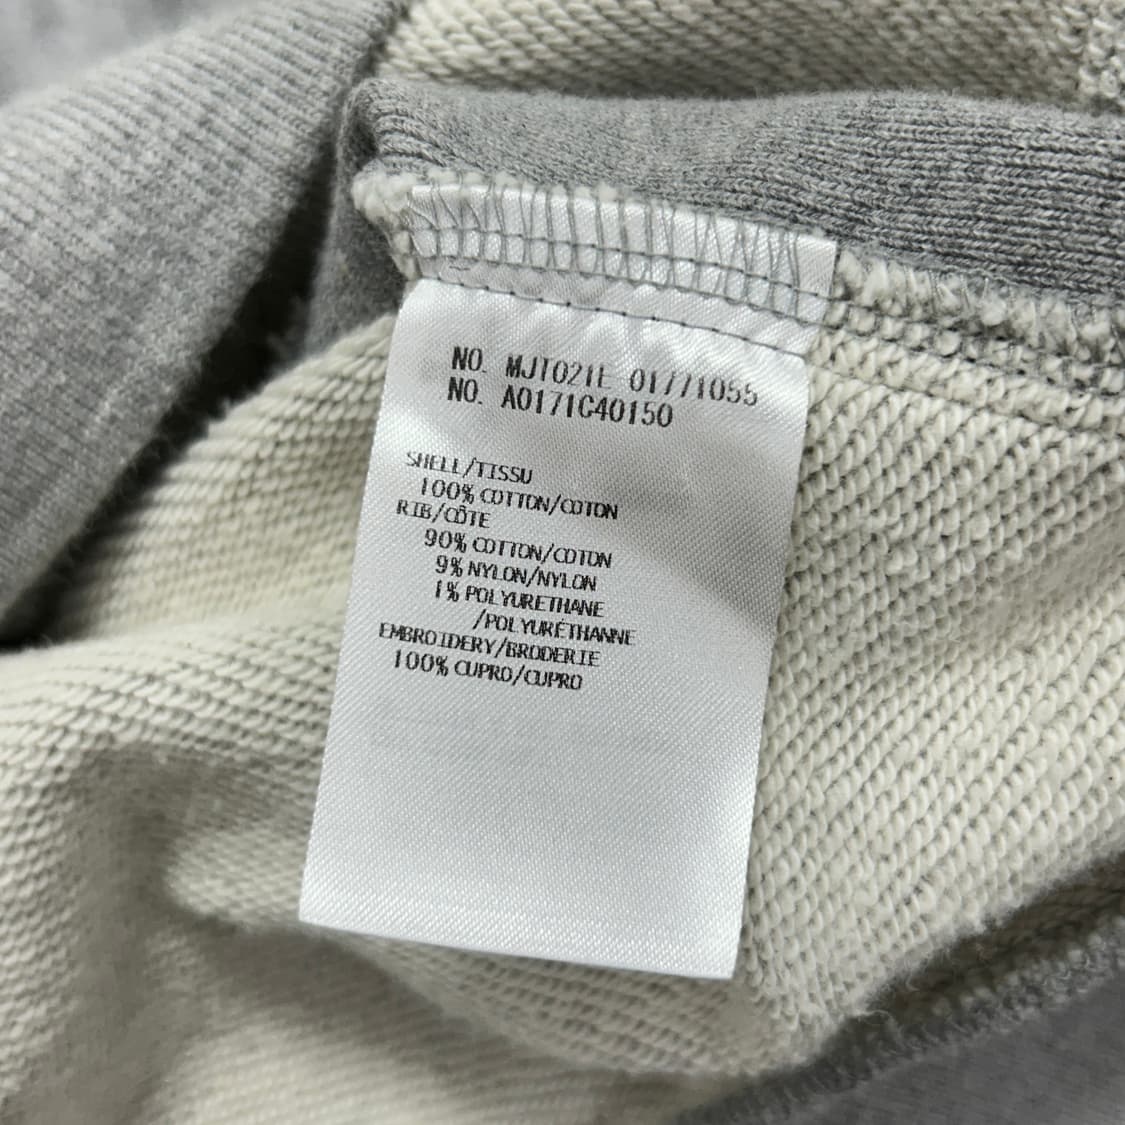 NO. MJT021E 01771055
NO. A0171C40150
SHELL/TISSU
100% COTTON/COTON
RIB/CÔTE
90% COTTON/COTON
9% NYLON/NYLON
1% POLYURETHANE
/POLYURÉTHANNE
EMBROIDERY/BRODERIE
100% CUPRO/CUPRO